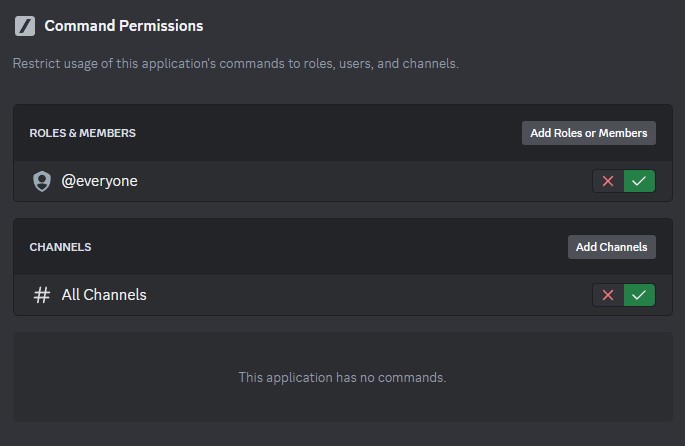 Command Permissions
Restrict usage of this application's commands to roles, users, and channels.
ROLES & MEMBERS
Add Roles or Members
@everyone
CHANNELS
Add Channels
All Channels
This application has no commands.